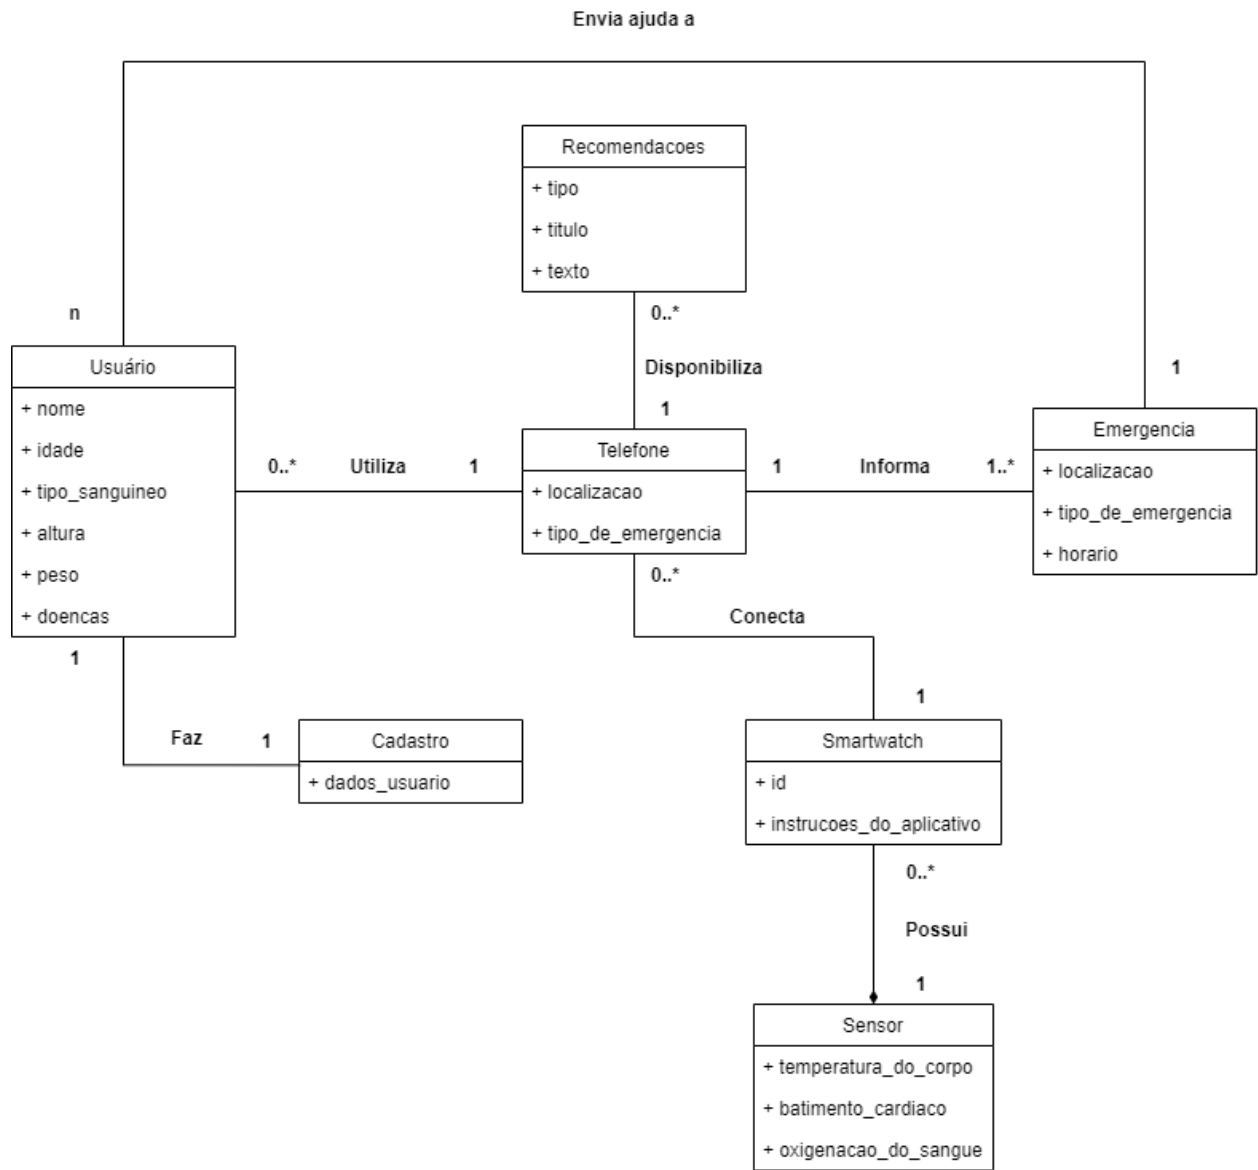 Envia ajuda a
Recomendacoes
+ tipo
+ titulo
+ texto
n
0..*
Usuário
+ nome
+ idade
+ tipo_sanguineo
+ altura
+ peso
+ doencas
Disponibiliza
1
1
0..*
Utiliza
1
Telefone
+ localizacao
+ tipo_de_emergencia
1
Informa
1..*
Emergencia
+ localizacao
+ tipo_de_emergencia
+ horario
0..*
Conecta
1
1
Faz
1
Cadastro
+ dados_usuario
Smartwatch
+ id
+ instrucoes_do_aplicativo
0..*
Possui
1
Sensor
+ temperatura_do_corpo
+ batimento_cardiaco
+ oxigenacao_do_sangue